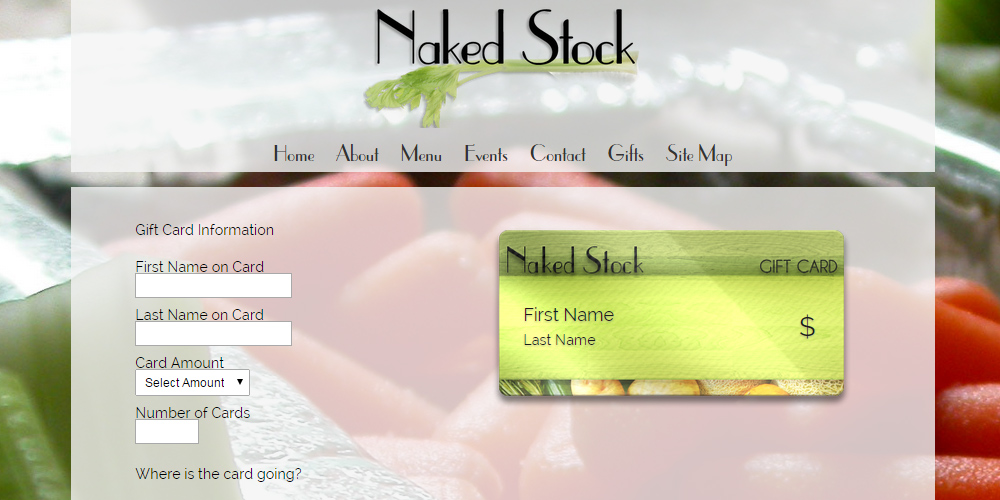 Naked Stock
Home About Menu Events Contact Gifts Site Map
Gift Card Information
First Name on Card
Last Name on Card
Card Amount
Select Amount
Number of Cards
Where is the card going?
Naked Stock GIFT CARD
First Name
Last Name
$